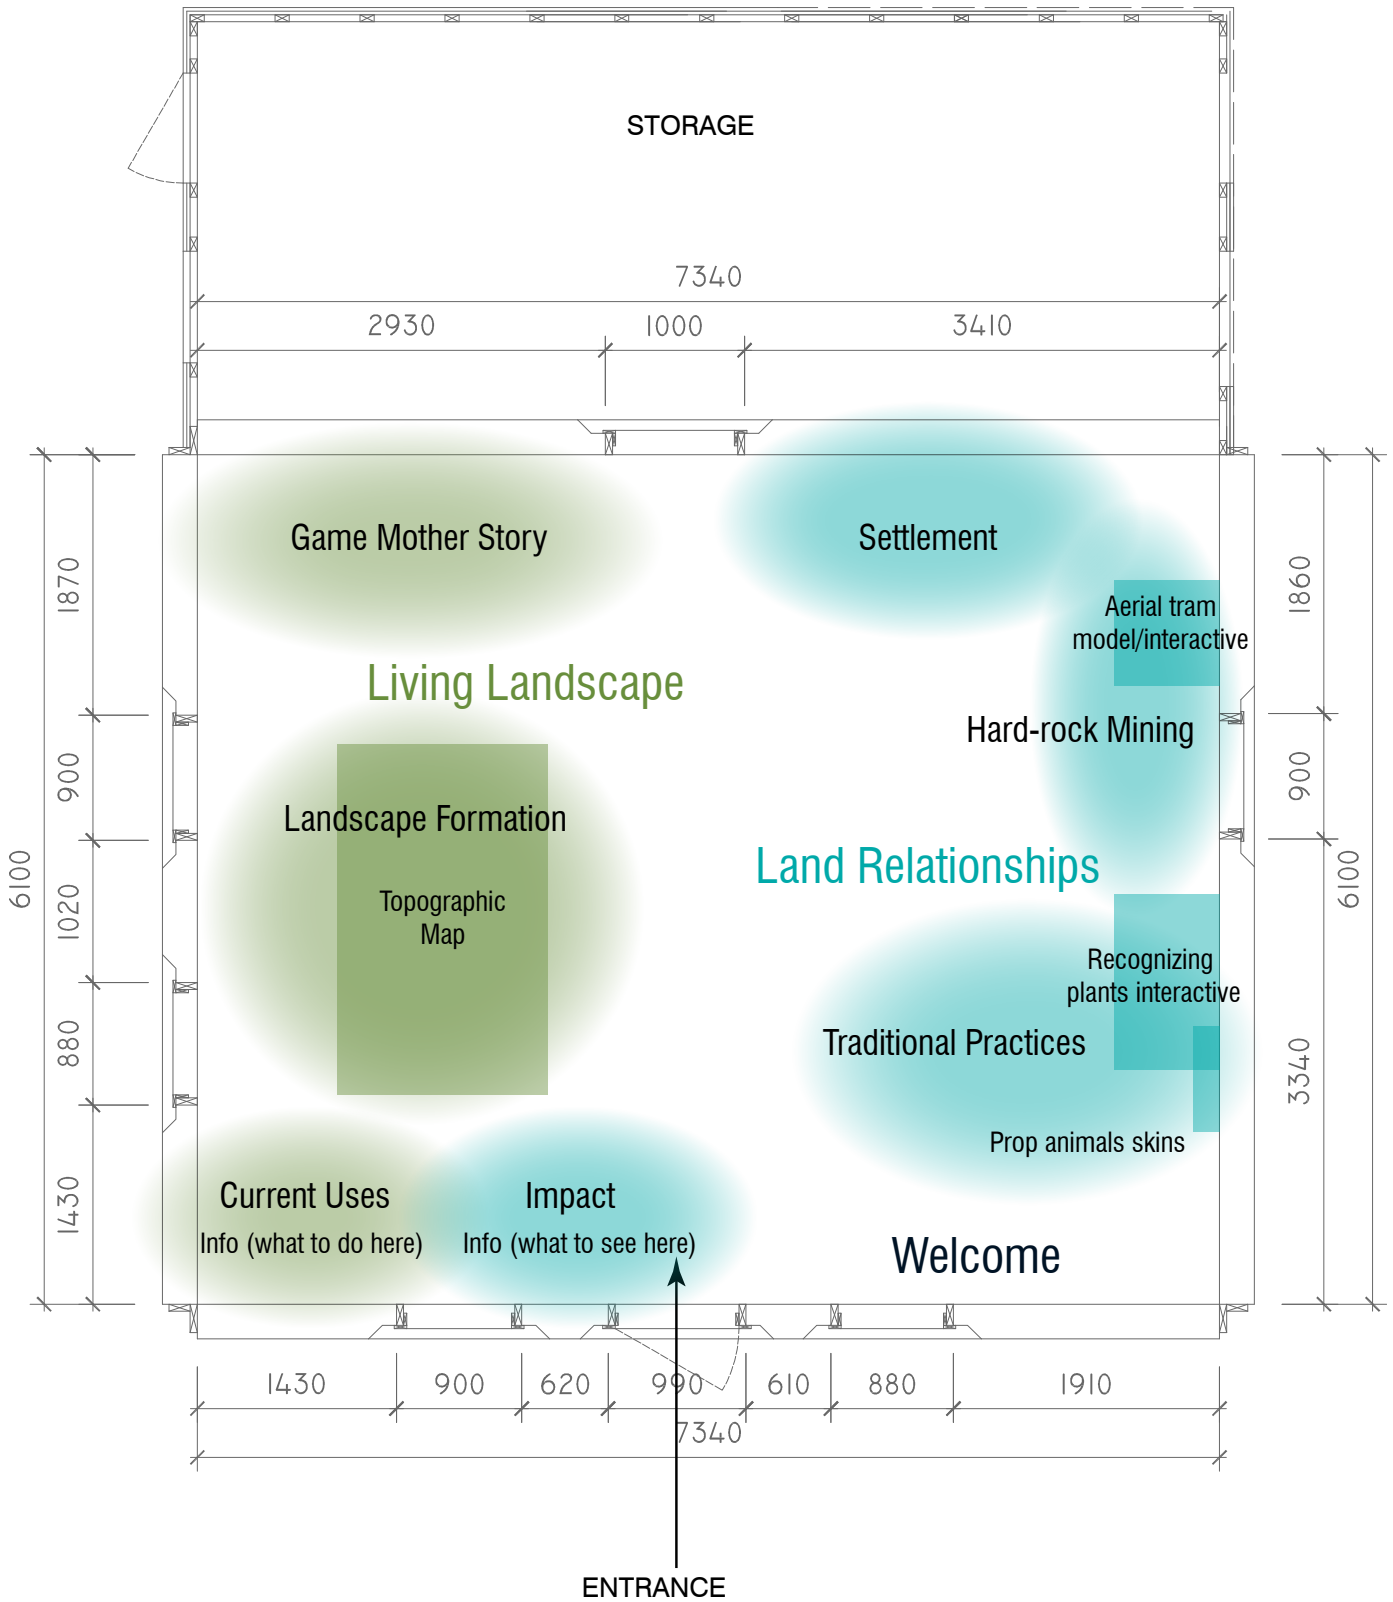 STORAGE
7340
2930
1000
3410
Game Mother Story
Settlement
1870
1860
Aerial tram
model/interactive
Living Landscape
Hard-rock Mining
900
900
Landscape Formation
6100
6100
Land Relationships
Topographic
Map
1020
Recognizing
plants interactive
880
Traditional Practices
3340
Prop animals skins
1430
Current Uses
Impact
Info (what to do here)
Info (what to see here)
Welcome
1430
900
620
990
610
880
1910
7340
ENTRANCE